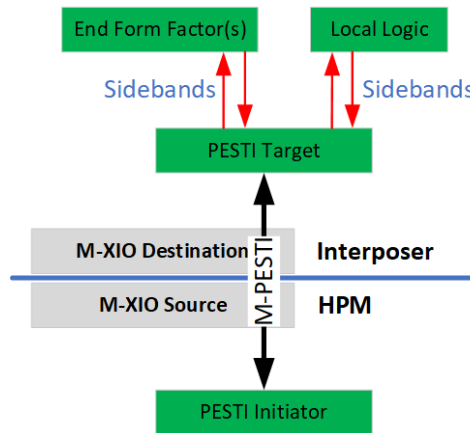 End Form Factor(s)
Local Logic
Sidebands
Sidebands
PESTI Target
M-XIO Destination
Interposer
M-PESTI
M-XIO Source
HPM
PESTI Initiator